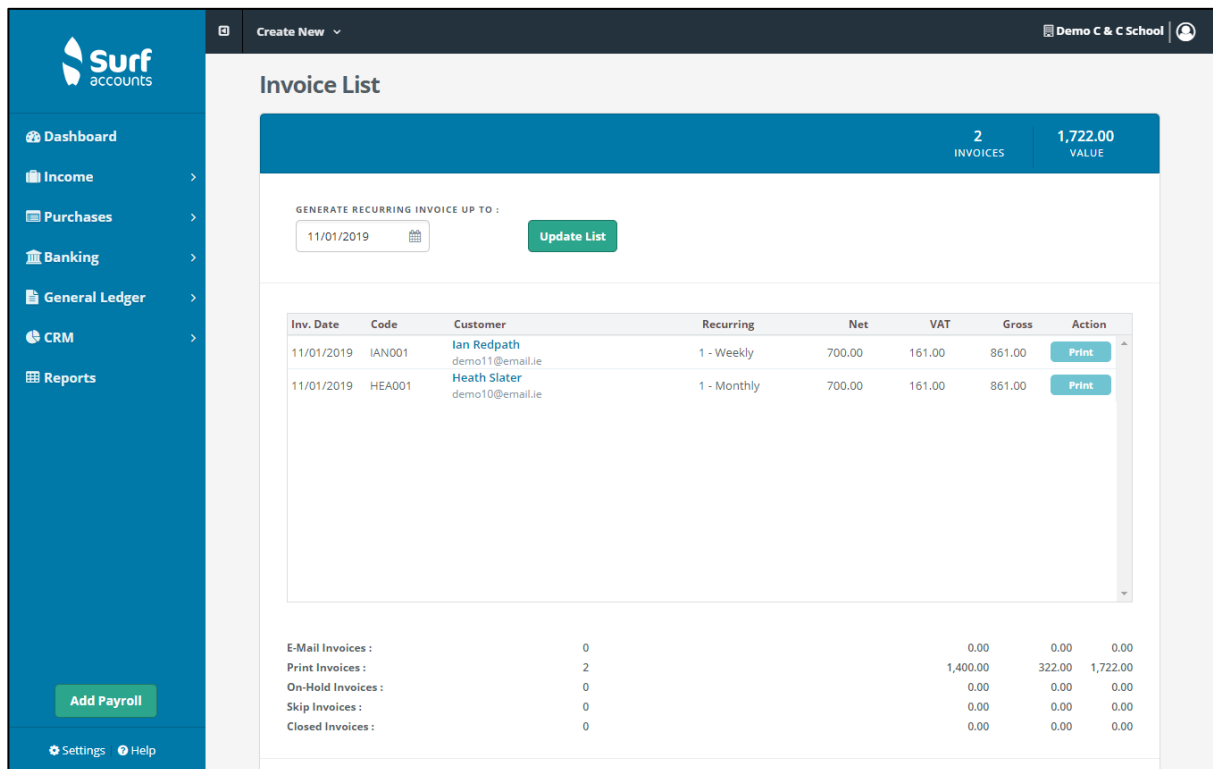 Surf
accounts
Create New
Demo C & C School
Dashboard
Income
Purchases
Banking
General Ledger
CRM
Reports
Add Payroll
Settings Help
Invoice List
2 1,722.00
INVOICES VALUE
GENERATE RECURRING INVOICE UP TO :
11/01/2019 Update List
Inv. Date Code Customer Recurring Net VAT Gross Action
11/01/2019 IAN001 Ian Redpath 1 - Weekly 700.00 161.00 861.00 Print
demo11@email.ie
11/01/2019 HEA001 Heath Slater 1 - Monthly 700.00 161.00 861.00 Print
demo10@email.ie
E-Mail Invoices : 0 0.00 0.00 0.00
Print Invoices : 2 1,400.00 322.00 1,722.00
On-Hold Invoices : 0 0.00 0.00 0.00
Skip Invoices : 0 0.00 0.00 0.00
Closed Invoices : 0 0.00 0.00 0.00